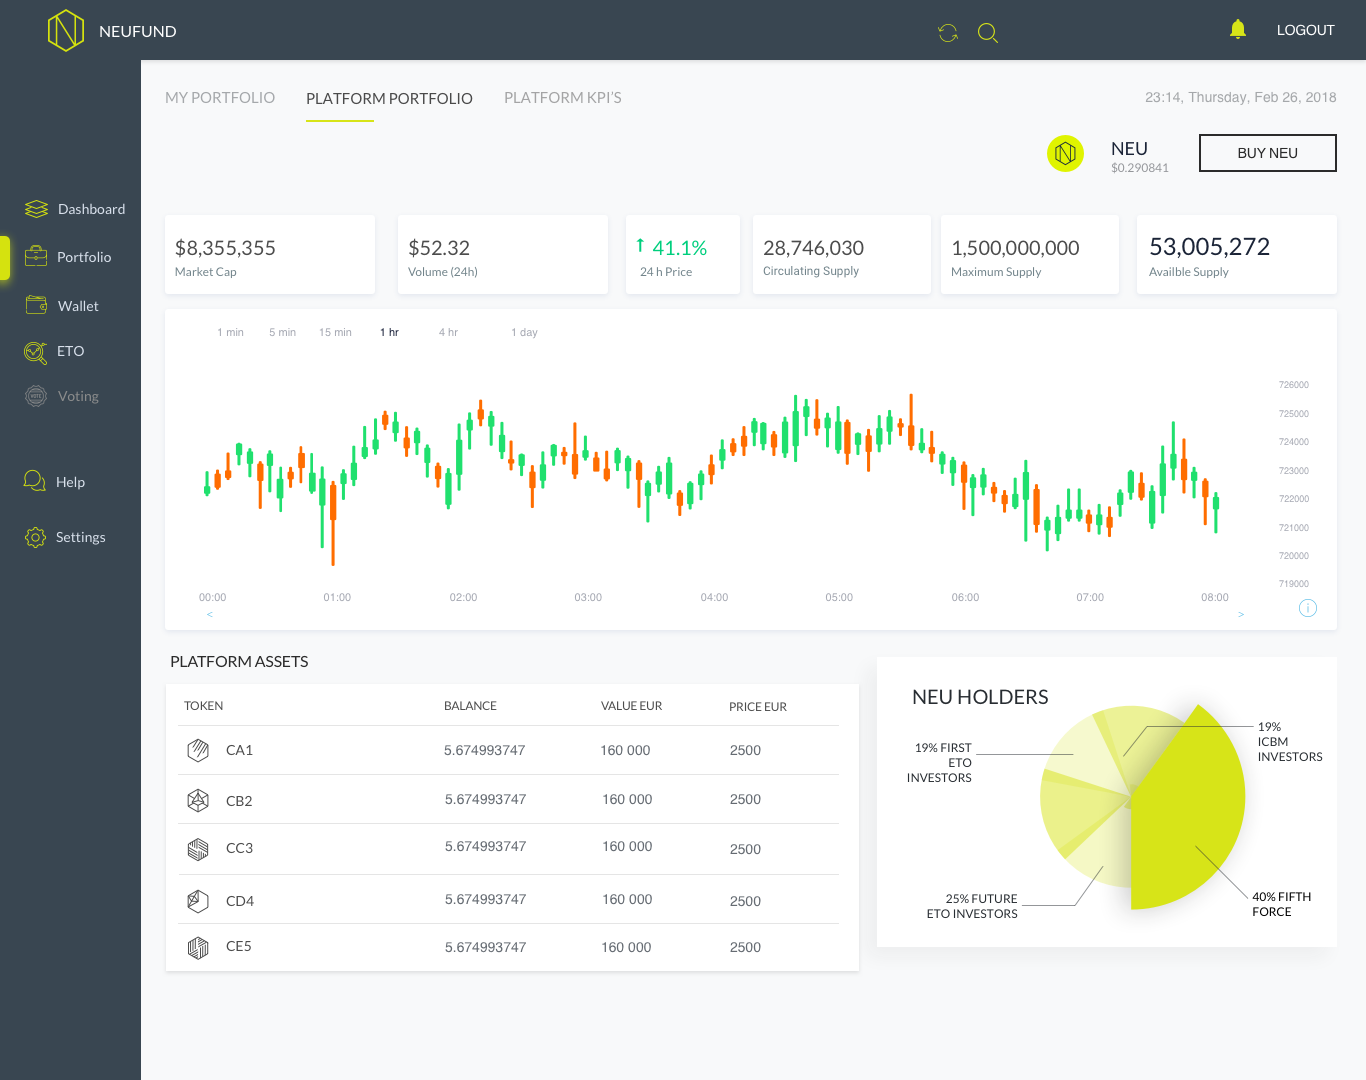 NEUFUND
LOGOUT
MY PORTFOLIO PLATFORM PORTFOLIO PLATFORM KPI'S
23:14, Thursday, Feb 26, 2018
NEU
$0.290841
BUY NEU
Dashboard
Portfolio
Wallet
ETO
Voting
Help
Settings
$8,355,355
Market Cap
$52.32
Volume (24h)
41.1%
24 h Price
28,746,030
Circulating Supply
1,500,000,000
Maximum Supply
53,005,272
Availble Supply
1 min 5 min 15 min 1 hr 4 hr 1 day
726000
725000
724000
723000
722000
721000
720000
719000
00:00 01:00 02:00 03:00 04:00 05:00 06:00 07:00 08:00
< >
i
PLATFORM ASSETS
TOKEN BALANCE VALUE EUR PRICE EUR
CA1 5.674993747 160 000 2500
CB2 5.674993747 160 000 2500
CC3 5.674993747 160 000 2500
CD4 5.674993747 160 000 2500
CE5 5.674993747 160 000 2500
NEU HOLDERS
19% FIRST
ETO
INVESTORS
19%
ICBM
INVESTORS
25% FUTURE
ETO INVESTORS
40% FIFTH
FORCE